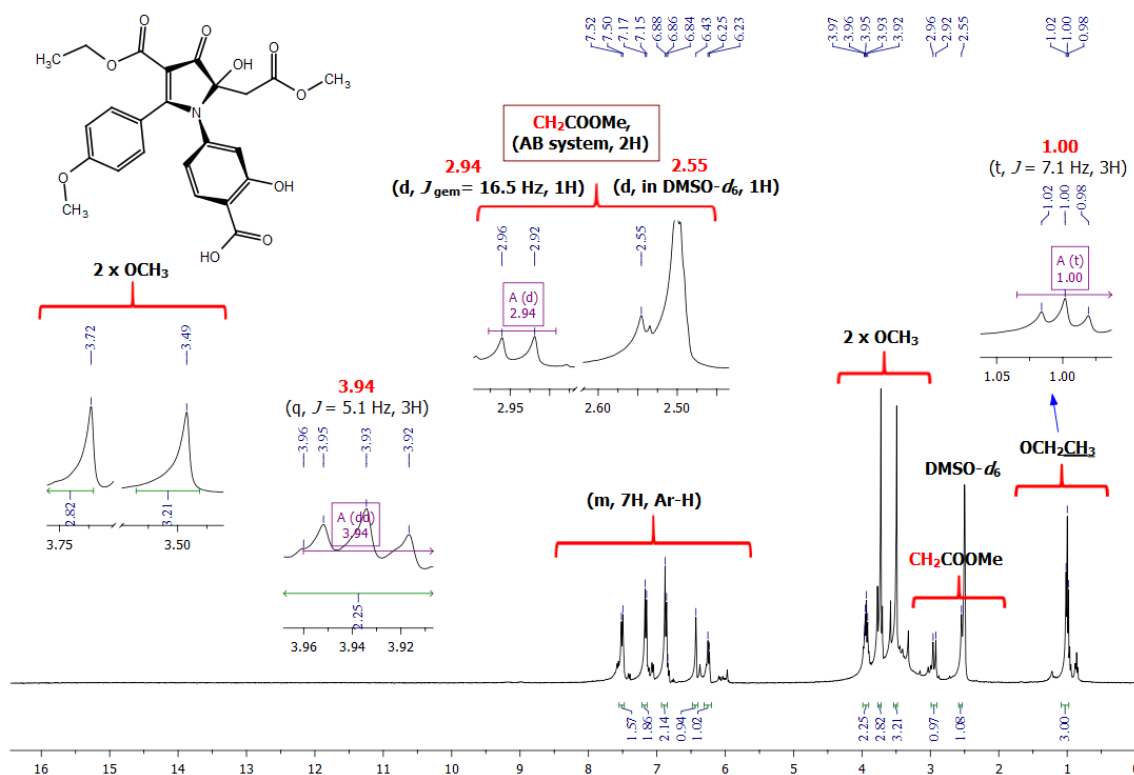 7.52
7.50
7.17
7.15
6.88
6.86
6.84
6.43
6.25
6.23
3.97
3.96
3.95
3.93
3.92
2.96
2.92
2.55
1.02
1.00
0.98
H₃C
O
O
O
OH
O
O
CH₃
N
O
H₃C
OH
O
HO
CH₂COOMe,
(AB system, 2H)
2.94
(d, J gem = 16.5 Hz, 1H)
2.55
(d, in DMSO-d₆, 1H)
2.96
2.92
2.55
A (d)
2.94
2.95
2.60
2.50
1.00
(t, J = 7.1 Hz, 3H)
1.02
1.00
0.98
A (t)
1.00
1.05
1.00
2 x OCH₃
3.72
3.49
2.82
3.21
3.75
3.50
3.94
(q, J = 5.1 Hz, 3H)
3.96
3.95
3.93
3.92
A (dd)
3.94
2.25
3.96
3.94
3.92
(m, 7H, Ar-H)
2 x OCH₃
DMSO-d₆
CH₂COOMe
OCH₂CH₃
1.57
1.86
2.14
0.94
1.02
2.25
2.82
3.21
0.97
1.08
3.00
16 15 14 13 12 11 10 9 8 7 6 5 4 3 2 1 0